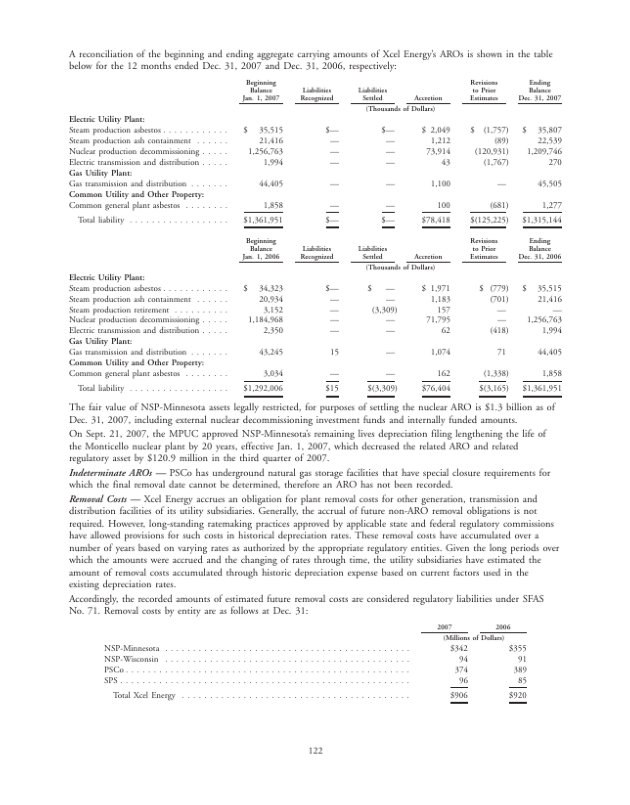 A reconciliation of the beginning and ending aggregate carrying amounts of Xcel Energy's AROs is shown in the table
below for the 12 months ended Dec. 31, 2007 and Dec. 31, 2006, respectively:
Beginning Balance Jan. 1, 2007 Liabilities Recognized Liabilities Settled Accretion Revisions to Prior Estimates Ending Balance Dec. 31, 2007
(Thousands of Dollars)
Electric Utility Plant:
Steam production asbestos . . . . . . . . . . . . $ 35,515 $— $— $ 2,049 $ (1,757) $ 35,807
Steam production ash containment . . . . . . 21,416 — — 1,212 (89) 22,539
Nuclear production decommissioning . . . . . 1,256,763 — — 73,914 (120,931) 1,209,746
Electric transmission and distribution . . . . . 1,994 — — 43 (1,767) 270
Gas Utility Plant:
Gas transmission and distribution . . . . . . . 44,405 — — 1,100 — 45,505
Common Utility and Other Property:
Common general plant asbestos . . . . . . . . 1,858 — — 100 (681) 1,277
Total liability . . . . . . . . . . . . . . . . . . $1,361,951 $— $— $78,418 $(125,225) $1,315,144
Beginning Balance Jan. 1, 2006 Liabilities Recognized Liabilities Settled Accretion Revisions to Prior Estimates Ending Balance Dec. 31, 2006
(Thousands of Dollars)
Electric Utility Plant:
Steam production asbestos . . . . . . . . . . . . $ 34,323 $— $ — $ 1,971 $ (779) $ 35,515
Steam production ash containment . . . . . . 20,934 — — 1,183 (701) 21,416
Steam production retirement . . . . . . . . . . 3,152 — (3,309) 157 — —
Nuclear production decommissioning . . . . . 1,184,968 — — 71,795 — 1,256,763
Electric transmission and distribution . . . . . 2,350 — — 62 (418) 1,994
Gas Utility Plant:
Gas transmission and distribution . . . . . . . 43,245 15 — 1,074 71 44,405
Common Utility and Other Property:
Common general plant asbestos . . . . . . . . 3,034 — — 162 (1,338) 1,858
Total liability . . . . . . . . . . . . . . . . . . $1,292,006 $15 $(3,309) $76,404 $(3,165) $1,361,951
The fair value of NSP-Minnesota assets legally restricted, for purposes of settling the nuclear ARO is $1.3 billion as of
Dec. 31, 2007, including external nuclear decommissioning investment funds and internally funded amounts.
On Sept. 21, 2007, the MPUC approved NSP-Minnesota's remaining lives depreciation filing lengthening the life of
the Monticello nuclear plant by 20 years, effective Jan. 1, 2007, which decreased the related ARO and related
regulatory asset by $120.9 million in the third quarter of 2007.
Indeterminate AROs — PSCo has underground natural gas storage facilities that have special closure requirements for
which the final removal date cannot be determined, therefore an ARO has not been recorded.
Removal Costs — Xcel Energy accrues an obligation for plant removal costs for other generation, transmission and
distribution facilities of its utility subsidiaries. Generally, the accrual of future non-ARO removal obligations is not
required. However, long-standing ratemaking practices approved by applicable state and federal regulatory commissions
have allowed provisions for such costs in historical depreciation rates. These removal costs have accumulated over a
number of years based on varying rates as authorized by the appropriate regulatory entities. Given the long periods over
which the amounts were accrued and the changing of rates through time, the utility subsidiaries have estimated the
amount of removal costs accumulated through historic depreciation expense based on current factors used in the
existing depreciation rates.
Accordingly, the recorded amounts of estimated future removal costs are considered regulatory liabilities under SFAS
No. 71. Removal costs by entity are as follows at Dec. 31:
2007 2006
(Millions of Dollars)
NSP-Minnesota . . . . . . . . . . . . . . . . . . . . . . . . . . . . . . . . . . . . . . . . . . $342 $355
NSP-Wisconsin . . . . . . . . . . . . . . . . . . . . . . . . . . . . . . . . . . . . . . . . . . 94 91
PSCo . . . . . . . . . . . . . . . . . . . . . . . . . . . . . . . . . . . . . . . . . . . . . . . . . 374 389
SPS . . . . . . . . . . . . . . . . . . . . . . . . . . . . . . . . . . . . . . . . . . . . . . . . . . 96 85
Total Xcel Energy . . . . . . . . . . . . . . . . . . . . . . . . . . . . . . . . . . . . . . . $906 $920
122